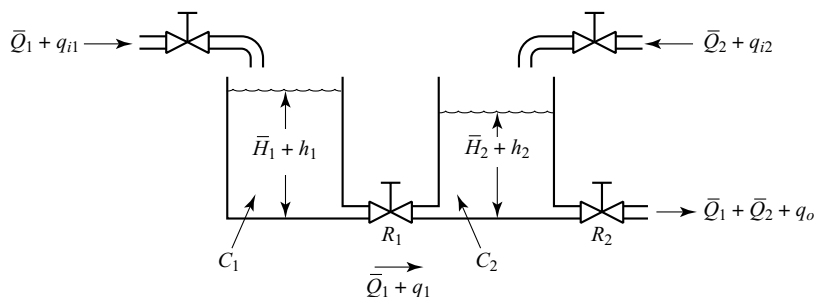 Q̄₁ + qᵢ₁
Q̄₂ + qᵢ₂
H̄₁ + h₁
H̄₂ + h₂
Q̄₁ + Q̄₂ + qₒ
R₁
R₂
C₁
C₂
Q̄₁ + q₁